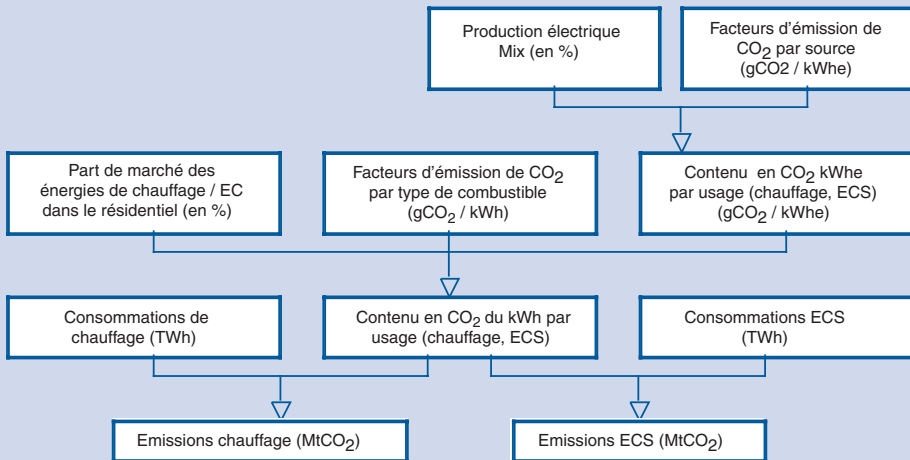 Production électrique
Mix (en %)
Facteurs d'émission de
CO2 par source
(gCO2 / kWhe)
Part de marché des
énergies de chauffage / EC
dans le résidentiel (en %)
Facteurs d'émission de CO2
par type de combustible
(gCO2 / kWh)
Contenu en CO2 kWhe
par usage (chauffage, ECS)
(gCO2 / kWhe)
Consommations de
chauffage (TWh)
Contenu en CO2 du kWh par
usage (chauffage, ECS)
Consommations ECS
(TWh)
Emissions chauffage (MtCO2)
Emissions ECS (MtCO2)